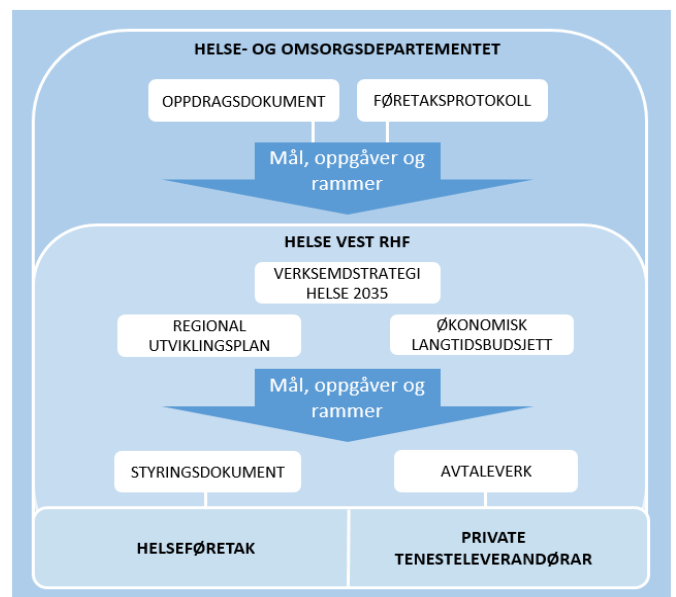 HELSE- OG OMSORGSDEPARTEMENTET
OPPDRAGSDOKUMENT
FØRETAKSPROTOKOLL
Mål, oppgåver og
rammer
HELSE VEST RHF
VERKSEMDSTRATEGI
HELSE 2035
REGIONAL
UTVIKLINGSPLAN
ØKONOMISK
LANGTIDSBUDSJETT
Mål, oppgåver og
rammer
STYRINGSDOKUMENT
AVTALEVERK
HELSEFØRETAK
PRIVATE
TENESTELEVERANDØRAR